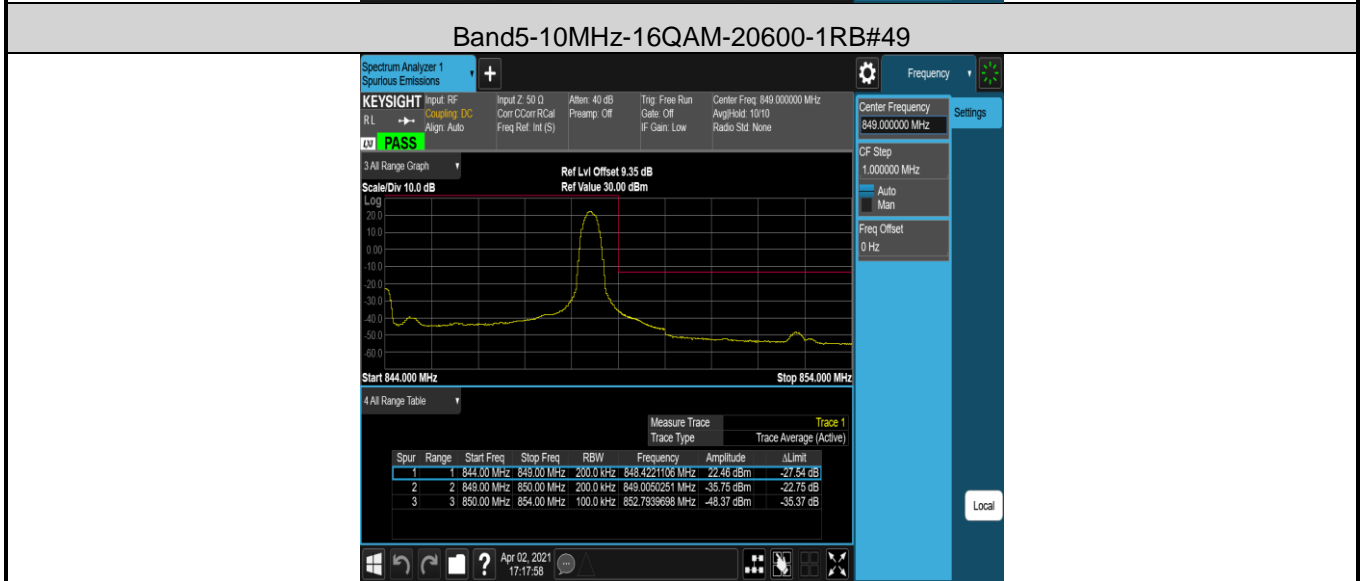 Band5-10MHz-16QAM-20600-1RB#49
Spectrum Analyzer 1
Spurious Emissions
+
Frequency
KEYSIGHT Input: RF Input Z: 50 Ω Atten: 40 dB Trig: Free Run Center Freq: 849.000000 MHz
RL Coupling: DC Corr CCorr RCal Preamp: Off Gate: Off Avg|Hold: 10/10
Align: Auto Freq Ref: Int (S) IF Gain: Low Radio Std: None
LXI PASS
Center Frequency
849.000000 MHz
Settings
CF Step
1.000000 MHz
Auto
Man
Freq Offset
0 Hz
3 All Range Graph
Ref Lvl Offset 9.35 dB
Scale/Div 10.0 dB Ref Value 30.00 dBm
Log
20.0
10.0
0.00
-10.0
-20.0
-30.0
-40.0
-50.0
-60.0
Start 844.000 MHz Stop 854.000 MHz
4 All Range Table
Measure Trace Trace 1
Trace Type Trace Average (Active)
Spur Range Start Freq Stop Freq RBW Frequency Amplitude ΔLimit
1 1 844.00 MHz 849.00 MHz 200.0 kHz 848.4221106 MHz 22.46 dBm -27.54 dB
2 2 849.00 MHz 850.00 MHz 200.0 kHz 849.0050251 MHz -35.75 dBm -22.75 dB
3 3 850.00 MHz 854.00 MHz 100.0 kHz 852.7939698 MHz -48.37 dBm -35.37 dB
Local
? Apr 02, 2021
17:17:58